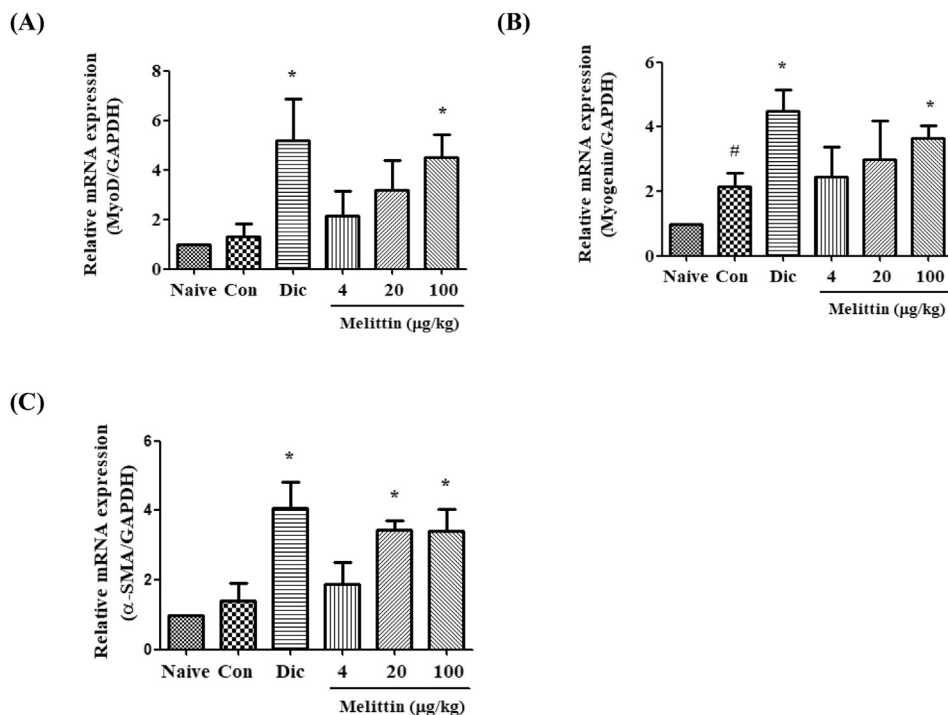 (A)
Relative mRNA expression
(MyoD/GAPDH)
8
6
4
2
0
*
*
Naive Con Dic 4 20 100
Melittin (µg/kg)
(B)
Relative mRNA expression
(Myogenin/GAPDH)
6
4
2
0
#
*
*
Naive Con Dic 4 20 100
Melittin (µg/kg)
(C)
Relative mRNA expression
(α-SMA/GAPDH)
6
4
2
0
*
*
*
Naive Con Dic 4 20 100
Melittin (µg/kg)